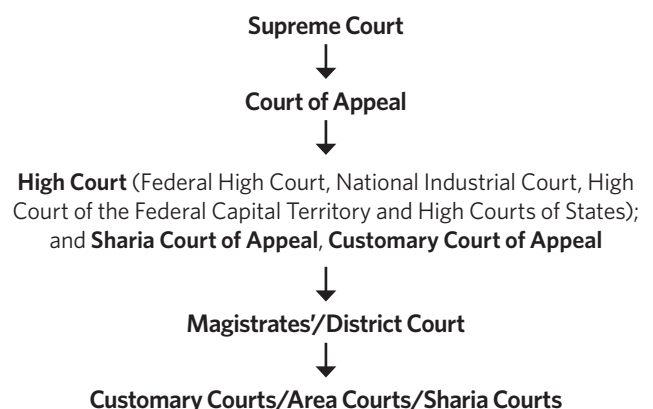 Supreme Court
Court of Appeal
High Court (Federal High Court, National Industrial Court, High
Court of the Federal Capital Territory and High Courts of States);
and Sharia Court of Appeal, Customary Court of Appeal
Magistrates'/District Court
Customary Courts/Area Courts/Sharia Courts